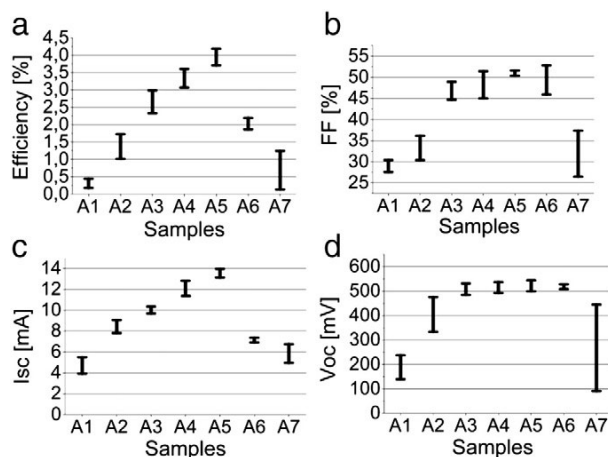 a
Efficiency [%]
4,5
4,0
3,5
3,0
2,5
2,0
1,5
1,0
0,5
0,0
A1 A2 A3 A4 A5 A6 A7
Samples
b
FF [%]
55
50
45
40
35
30
25
A1 A2 A3 A4 A5 A6 A7
Samples
c
Isc [mA]
14
12
10
8
6
4
2
0
A1 A2 A3 A4 A5 A6 A7
Samples
d
Voc [mV]
600
500
400
300
200
100
0
A1 A2 A3 A4 A5 A6 A7
Samples